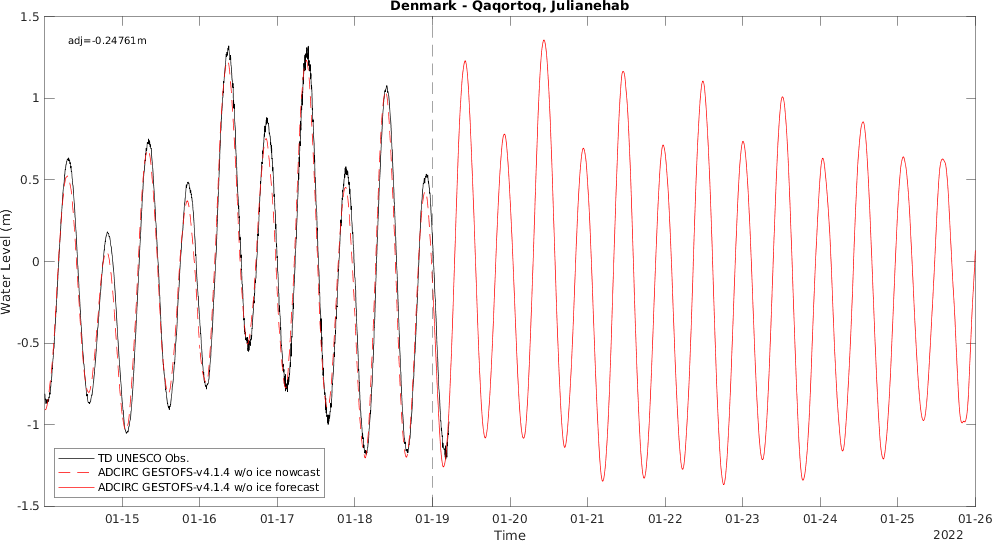 Denmark - Qaqortoq, Julianehab
adj=-0.24761m
1.5
1
0.5
0
-0.5
-1
-1.5
Water Level (m)
TD UNESCO Obs.
ADCIRC GESTOFS-v4.1.4 w/o ice nowcast
ADCIRC GESTOFS-v4.1.4 w/o ice forecast
01-15 01-16 01-17 01-18 01-19 01-20 01-21 01-22 01-23 01-24 01-25 01-26
Time
2022